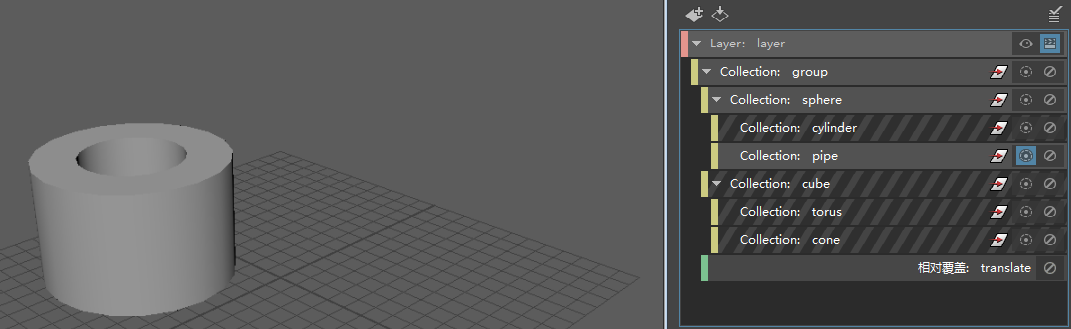 Layer: layer
Collection: group
Collection: sphere
Collection: cylinder
Collection: pipe
Collection: cube
Collection: torus
Collection: cone
相对覆盖: translate